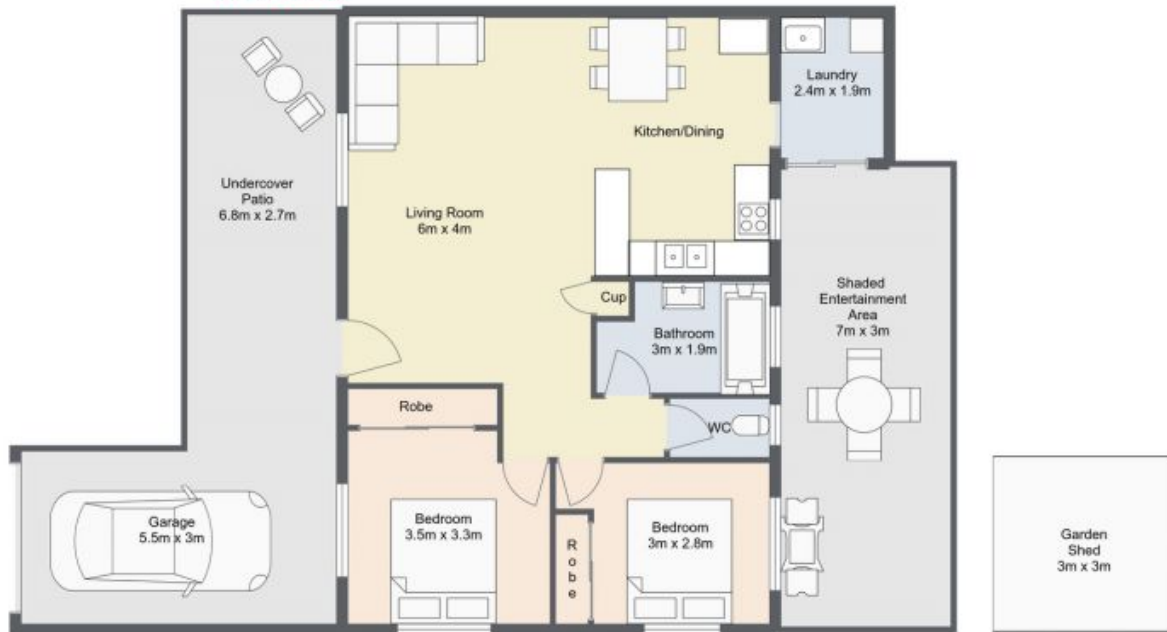 Laundry
2.4m x 1.9m
Kitchen/Dining
Undercover
Patio
6.8m x 2.7m
Living Room
6m x 4m
Shaded
Entertainment
Area
7m x 3m
Cup
Bathroom
3m x 1.9m
Robe
WC
Garage
5.5m x 3m
Bedroom
3.5m x 3.3m
Robe
Bedroom
3m x 2.8m
Garden
Shed
3m x 3m